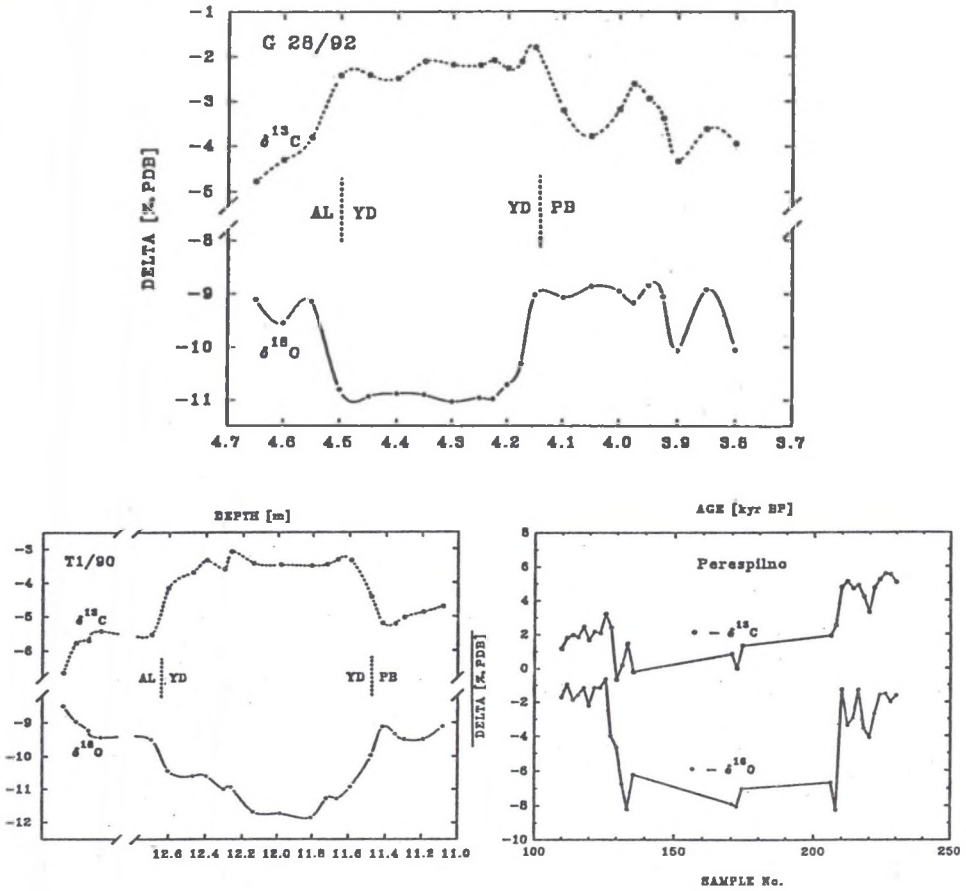 -1
G 28/92
-2
-3
δ¹³C
-4
-5
AL YD YD PB
DELTA [‰ PDB]
-8
-9
-10
δ¹⁸O
-11
4.7 4.6 4.5 4.4 4.3 4.2 4.1 4.0 3.9 3.8 3.7
DEPTH [m]
-3
T1/90
-4
-5
δ¹³C
-6
AL YD YD PB
-9
δ¹⁸O
-10
-11
-12
12.6 12.4 12.2 12.0 11.8 11.6 11.4 11.2 11.0
AGE [kyr BP]
8
Perespilno
6
4
2
• – δ¹³C
0
-2
DELTA [‰ PDB]
-4
-6
• – δ¹⁸O
-8
-10
100 150 200 250
SAMPLE No.